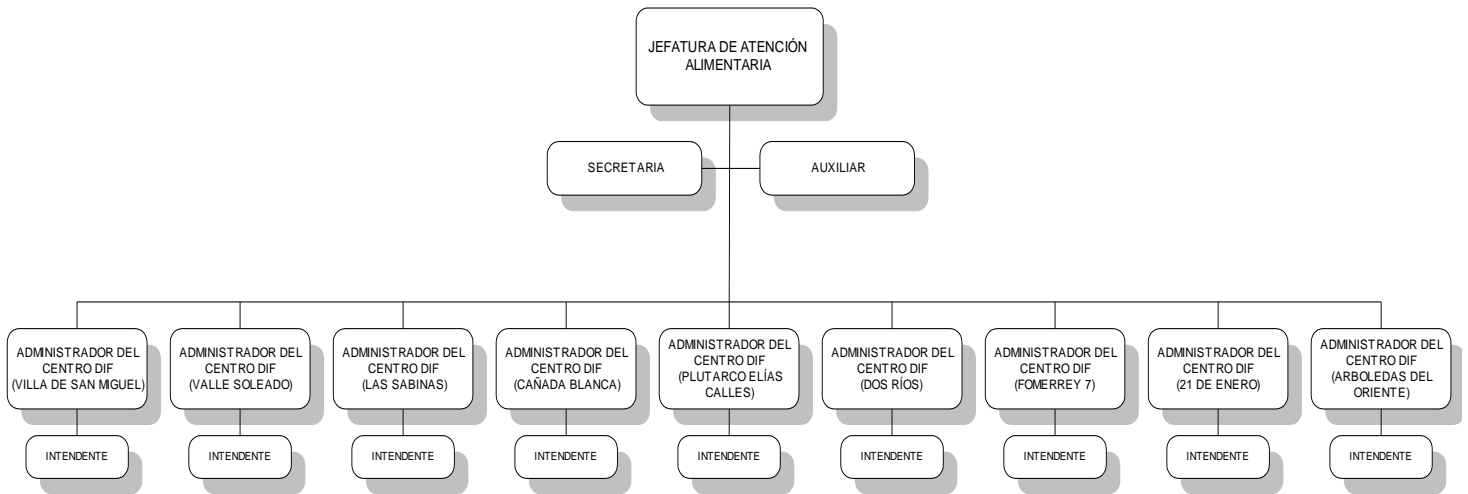 JEFATURA DE ATENCIÓN
ALIMENTARIA
SECRETARIA
AUXILIAR
ADMINISTRADOR DEL
CENTRO DIF
(VILLA DE SAN MIGUEL)
ADMINISTRADOR DEL
CENTRO DIF
(VALLE SOLEADO)
ADMINISTRADOR DEL
CENTRO DIF
(LAS SABINAS)
ADMINISTRADOR DEL
CENTRO DIF
(CAÑADA BLANCA)
ADMINISTRADOR DEL
CENTRO DIF
(PLUTARCO ELÍAS
CALLES)
ADMINISTRADOR DEL
CENTRO DIF
(DOS RÍOS)
ADMINISTRADOR DEL
CENTRO DIF
(FOMERREY 7)
ADMINISTRADOR DEL
CENTRO DIF
(21 DE ENERO)
ADMINISTRADOR DEL
CENTRO DIF
(ARBOLEDAS DEL
ORIENTE)
INTENDENTE
INTENDENTE
INTENDENTE
INTENDENTE
INTENDENTE
INTENDENTE
INTENDENTE
INTENDENTE
INTENDENTE